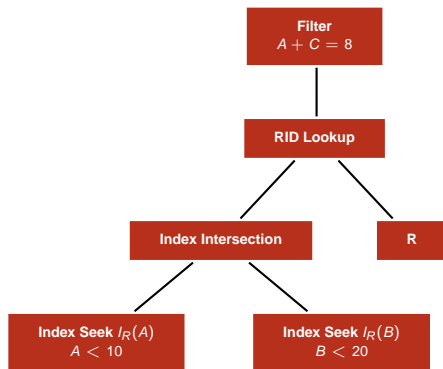 Filter
A + C = 8
RID Lookup
Index Intersection
R
Index Seek I_R(A)
A < 10
Index Seek I_R(B)
B < 20